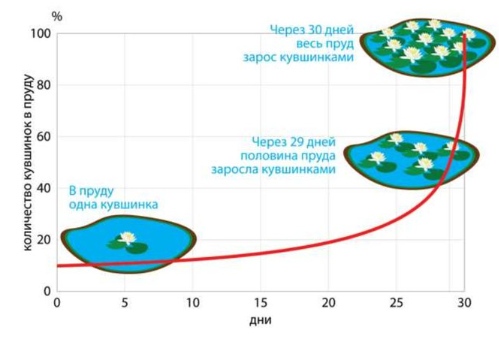 %
Через 30 дней
весь пруд
зарос кувшинками
Через 29 дней
половина пруда
заросла кувшинками
В пруду
одна кувшинка
количество кувшинок в пруду
100
80
60
40
20
0
0
5
10
15
20
25
30
дни